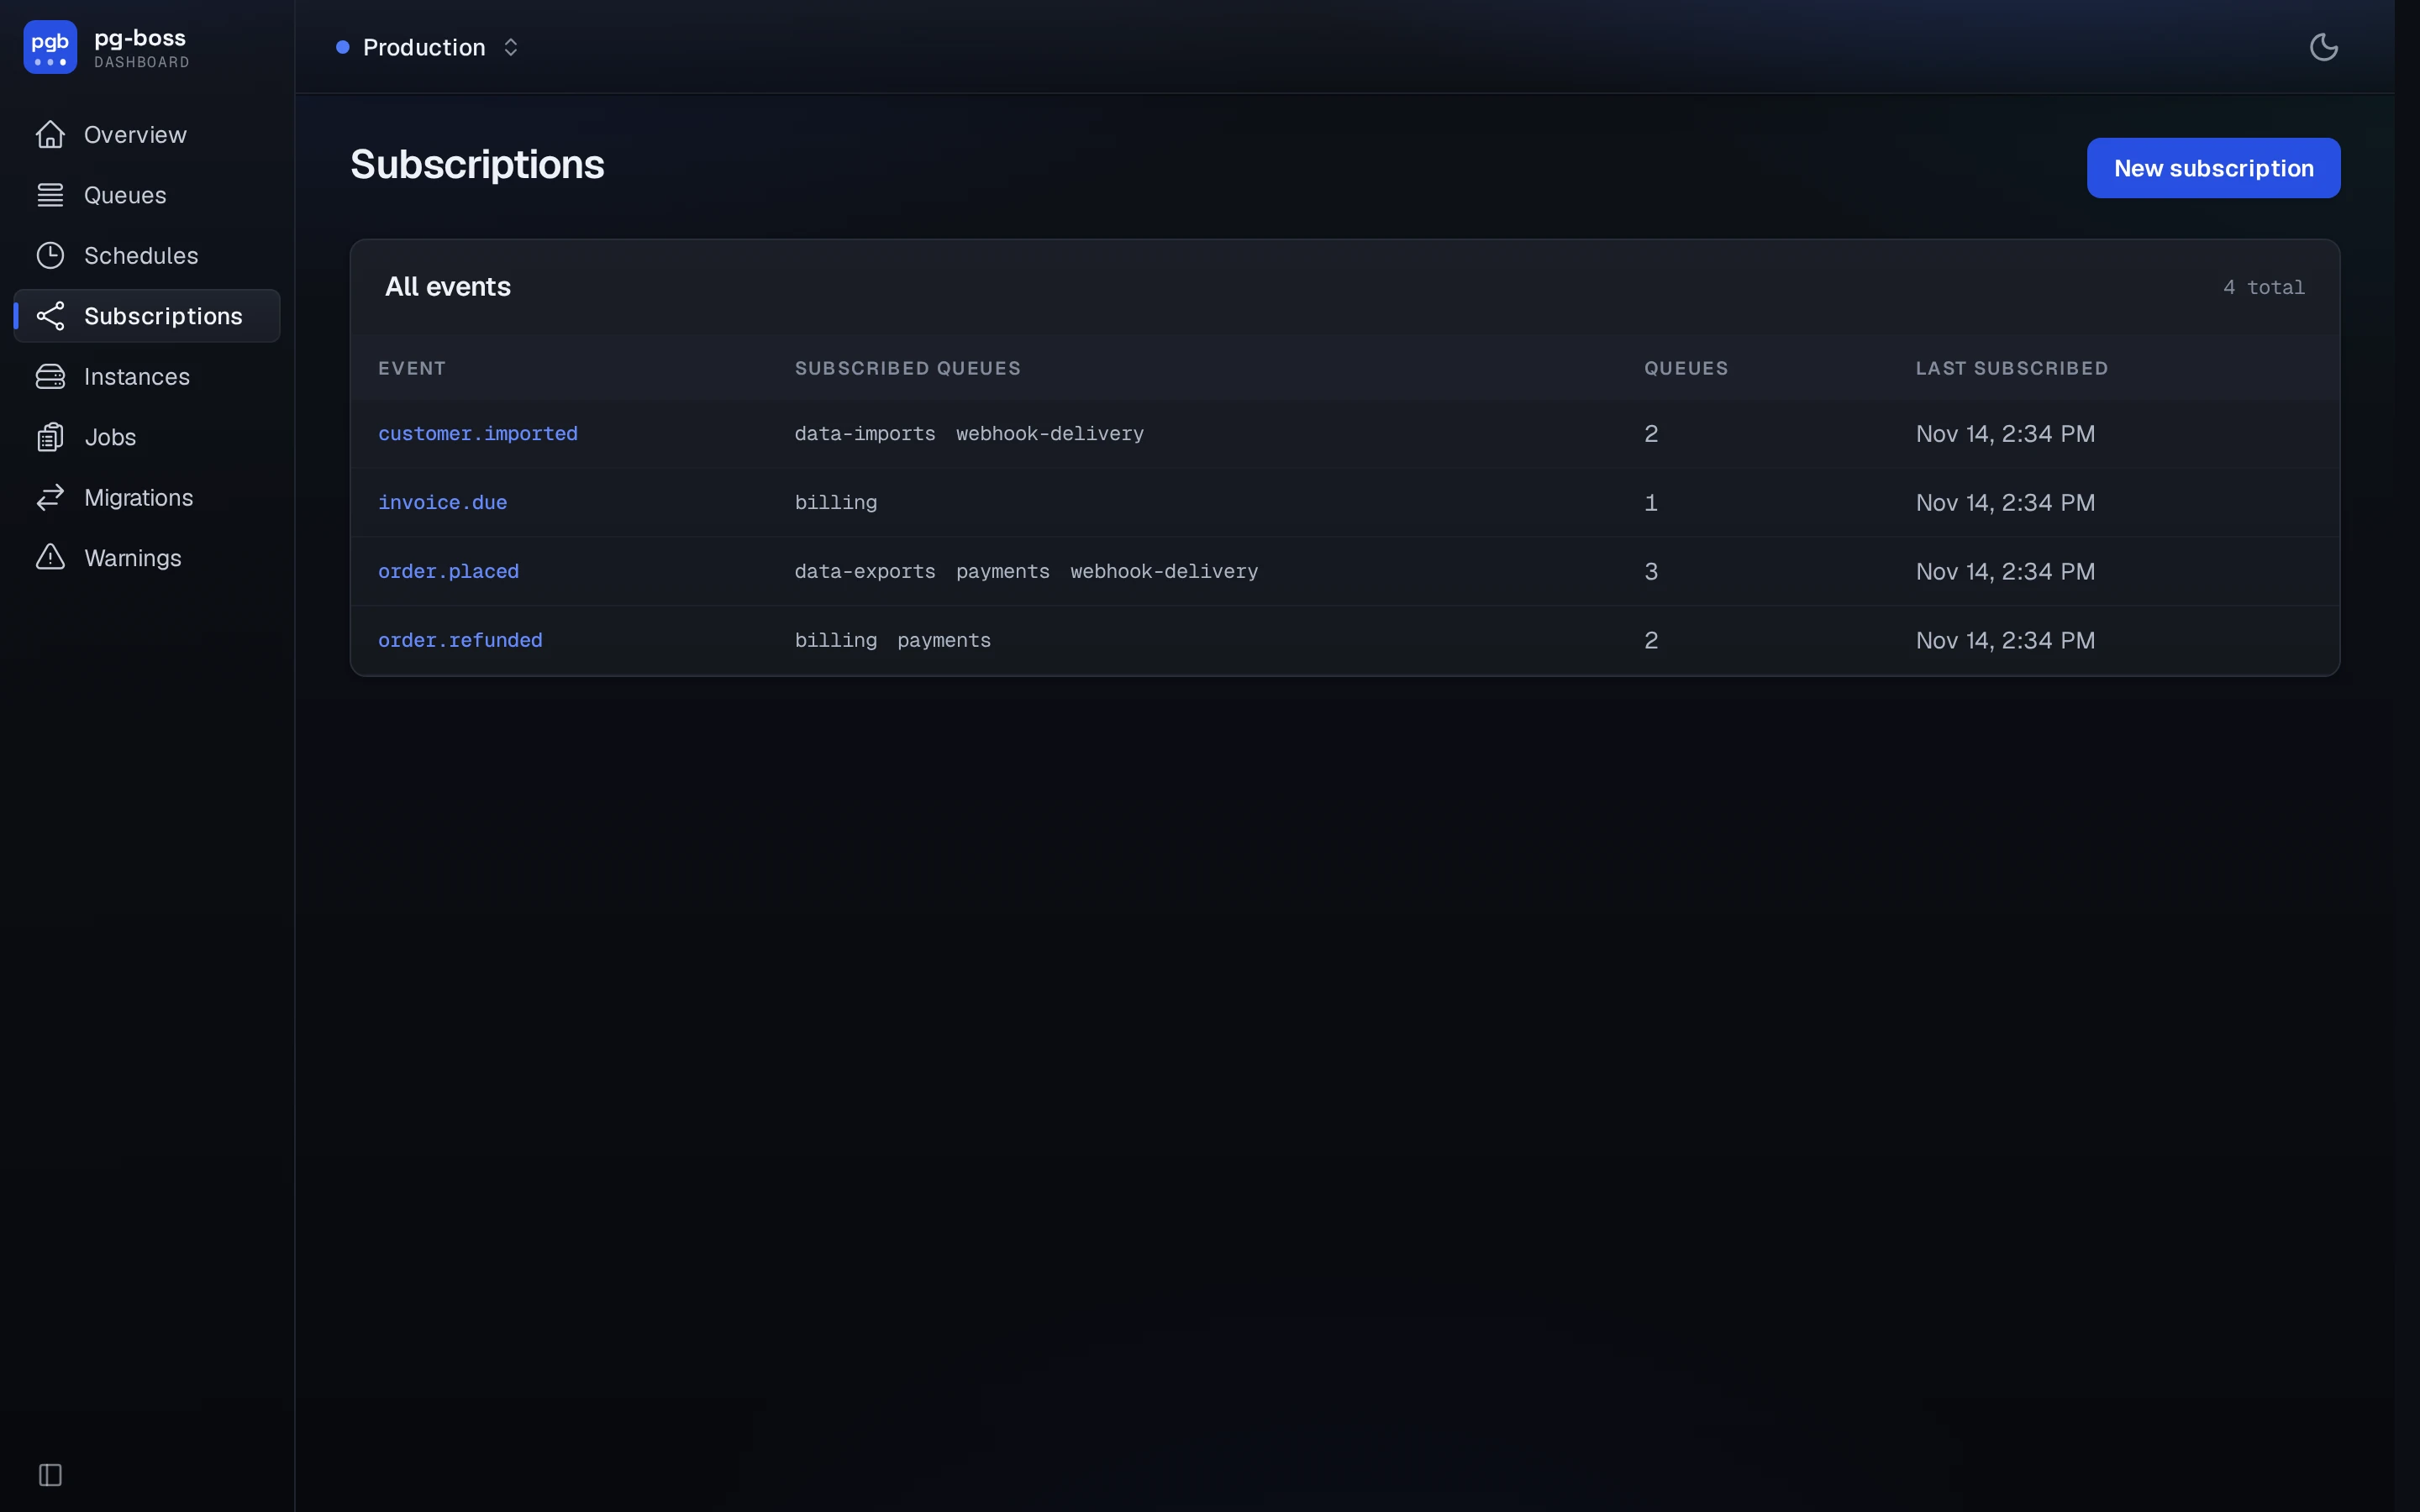 pgb
pg-boss
DASHBOARD
Overview
Queues
Schedules
Subscriptions
Instances
Jobs
Migrations
Warnings
Production
Subscriptions
New subscription
All events
4 total
EVENT SUBSCRIBED QUEUES QUEUES LAST SUBSCRIBED
customer.imported data-imports webhook-delivery 2 Nov 14, 2:34 PM
invoice.due billing 1 Nov 14, 2:34 PM
order.placed data-exports payments webhook-delivery 3 Nov 14, 2:34 PM
order.refunded billing payments 2 Nov 14, 2:34 PM